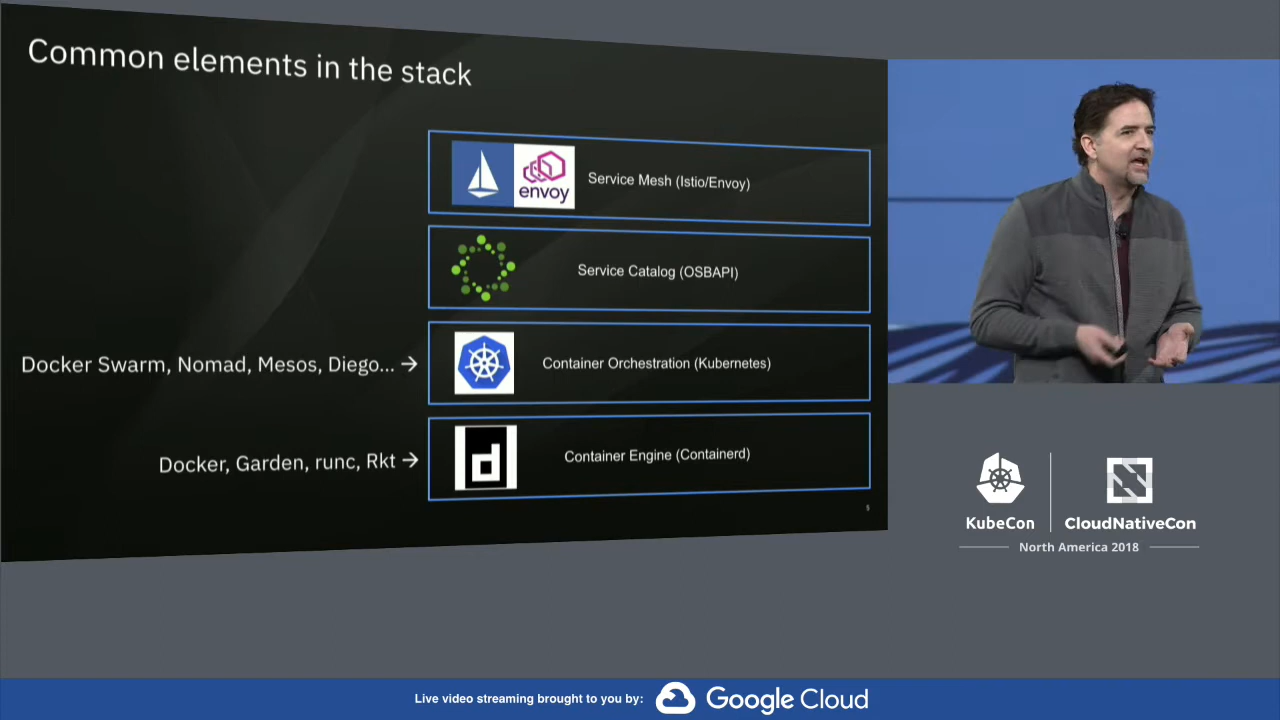 Common elements in the stack
envoy
Service Mesh (Istio/Envoy)
Service Catalog (OSBAPI)
Docker Swarm, Nomad, Mesos, Diego... →
Container Orchestration (Kubernetes)
Docker, Garden, runc, Rkt →
d
Container Engine (Containerd)
5
KubeCon
CloudNativeCon
North America 2018
Live video streaming brought to you by:
Google Cloud